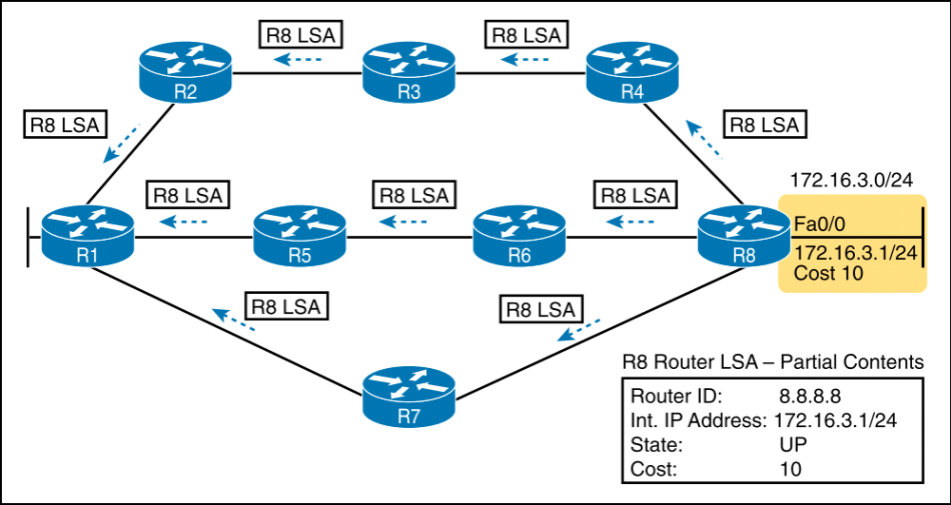 R8 LSA
R8 LSA
R2
R3
R4
R8 LSA
R8 LSA
172.16.3.0/24
R8 LSA
R8 LSA
R8 LSA
Fa0/0
R1
R5
R6
R8
172.16.3.1/24
Cost 10
R8 LSA
R8 LSA
R7
R8 Router LSA – Partial Contents
Router ID: 8.8.8.8
Int. IP Address: 172.16.3.1/24
State: UP
Cost: 10